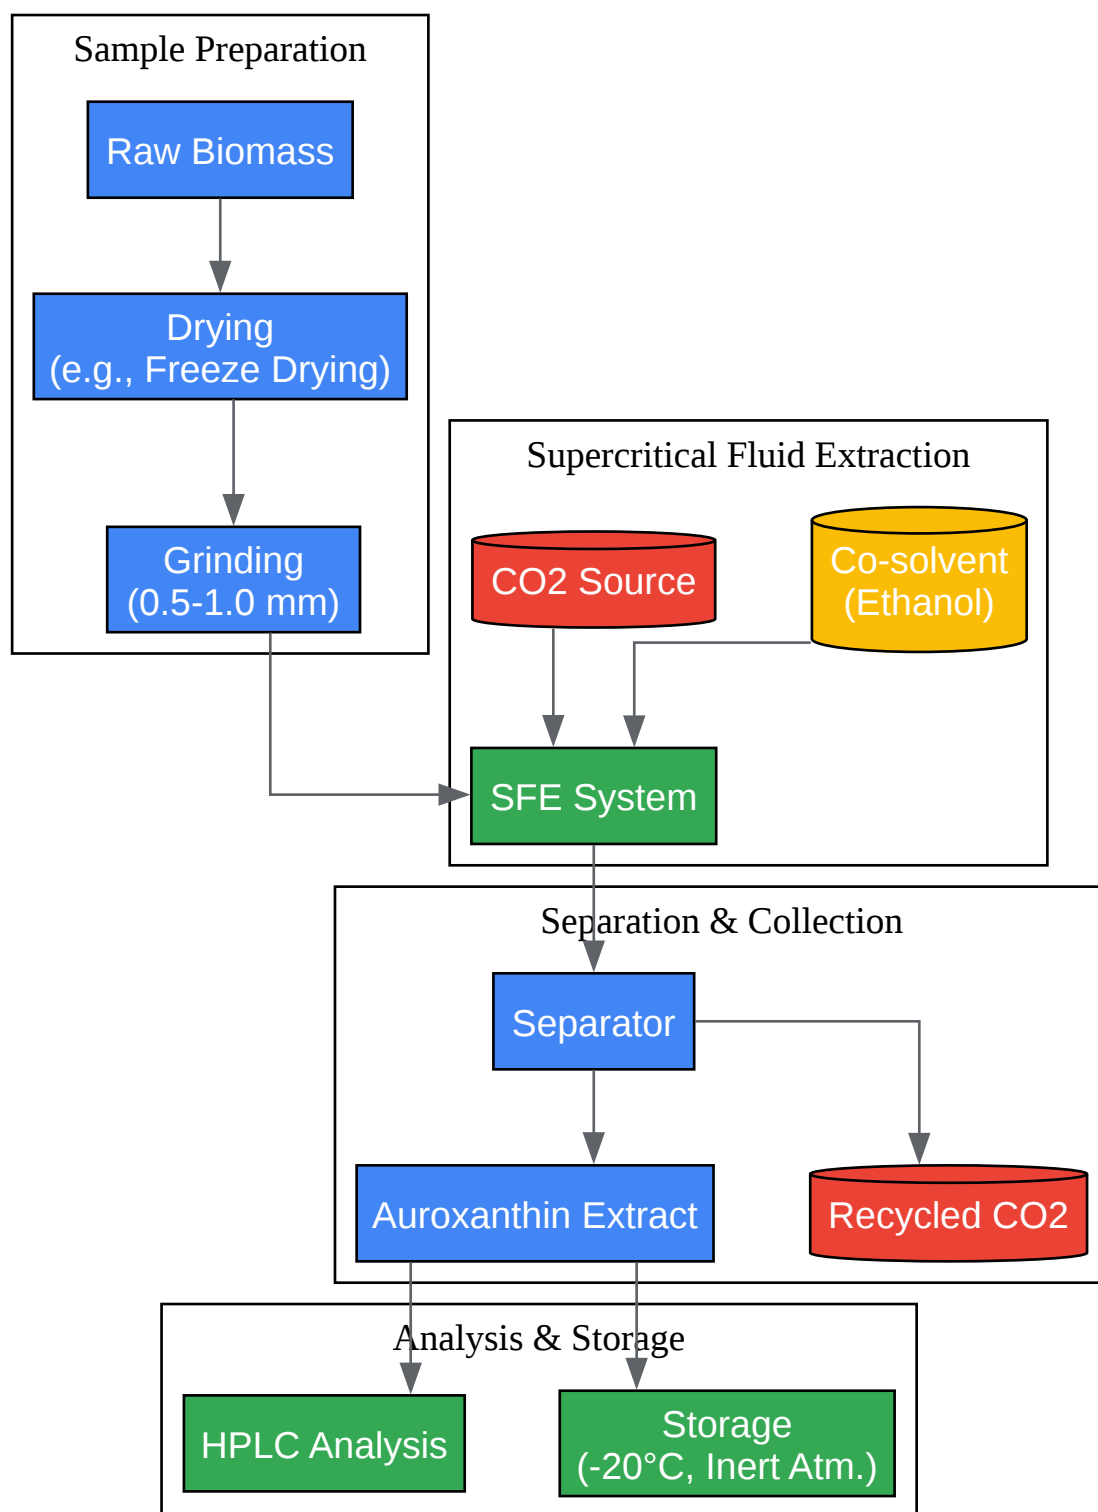 Sample Preparation
Raw Biomass
Drying
(e.g., Freeze Drying)
Grinding
(0.5-1.0 mm)
Supercritical Fluid Extraction
CO2 Source
Co-solvent
(Ethanol)
SFE System
Separation & Collection
Separator
Auroxanthin Extract
Recycled CO2
Analysis & Storage
HPLC Analysis
Storage
(-20°C, Inert Atm.)